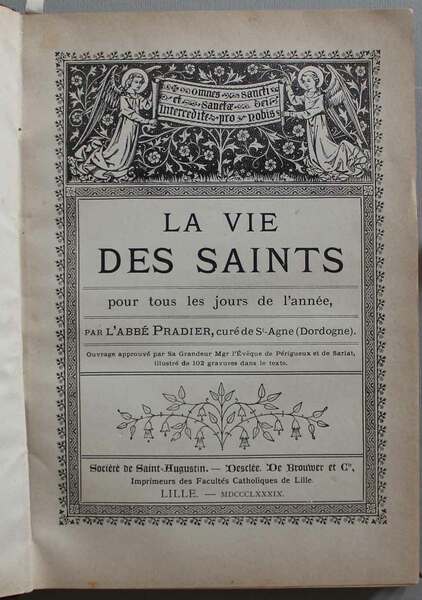 omnes sancti
et sanctæ dei
intercedite pro vobis
LA VIE
DES SAINTS
pour tous les jours de l'année,
PAR L'ABBÉ PRADIER, curé de St-Agne (Dordogne).
Ouvrage approuvé par Sa Grandeur Mgr l'Évêque de Périgueux et de Sarlat,
illustré de 102 gravures dans le texte.
Société de Saint-Augustin. — Desclée, De Brouwer et Cie,
Imprimeurs des Facultés Catholiques de Lille.
LILLE. — MDCCCLXXXIX.